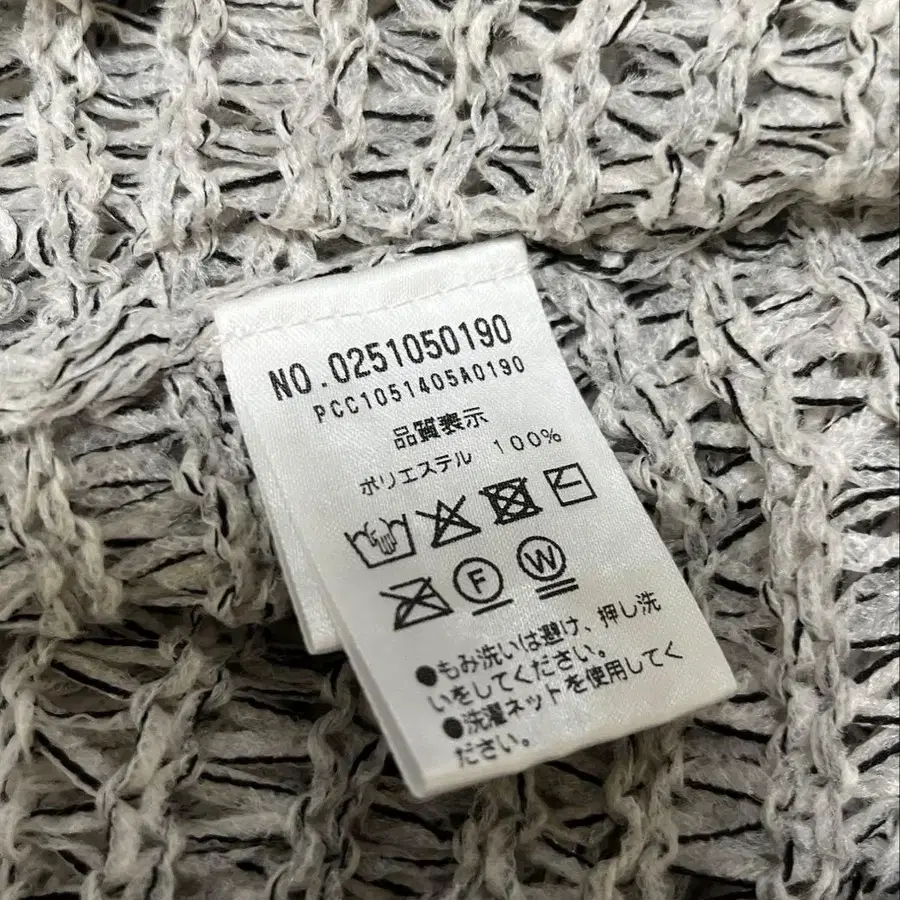 NO.0251050190
PCC1051405A0190
品質表示
ポリエステル 100%
F W
●もみ洗いは避け、押し洗
いをしてください。
●洗濯ネットを使用してく
ださい。